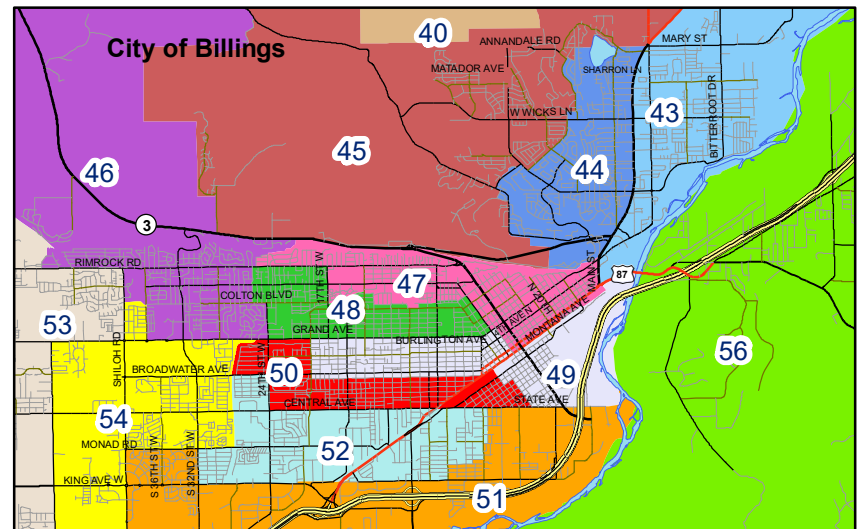 City of Billings
40
ANNANDALE RD
MARY ST
MATADOR AVE
SHARRON LN
W WICKS LN
43
BITTERROOT DR
45
44
46
3
RIMROCK RD
17TH ST W
47
MAIN ST
87
COLTON BLVD
48
N 20TH
4TH AVE N
MONTANA AVE
53
GRAND AVE
BURLINGTON AVE
SHILOH RD
24TH ST W
50
56
BROADWATER AVE
49
CENTRAL AVE
STATE AVE
54
MONAD RD
S 36TH ST W
S 32ND ST W
52
KING AVE W
51